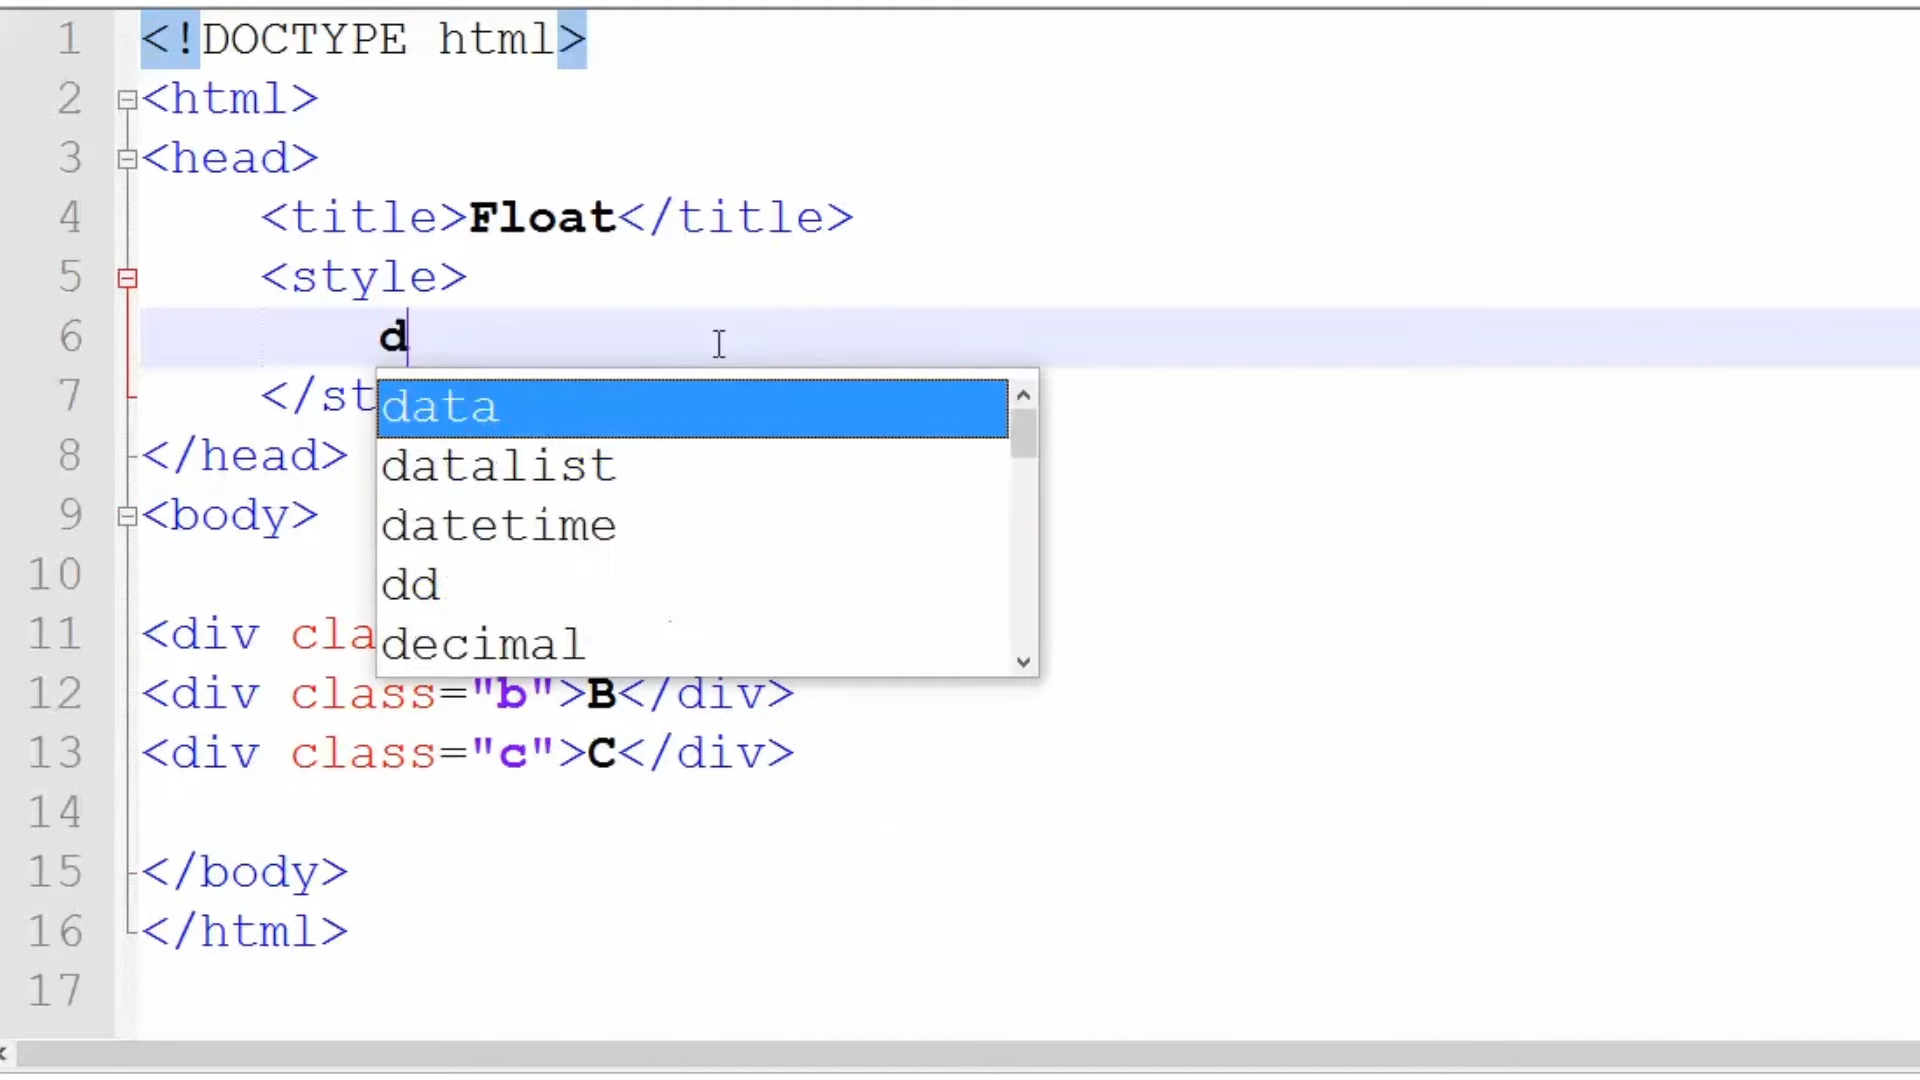 1 <!DOCTYPE html>
2 <html>
3 <head>
4 <title>Float</title>
5 <style>
6 d
7 </st
data
8 </head>
datalist
9 <body>
datetime
10
dd
11 <div cla
decimal
12 <div class="b">B</div>
13 <div class="c">C</div>
14
15 </body>
16 </html>
17